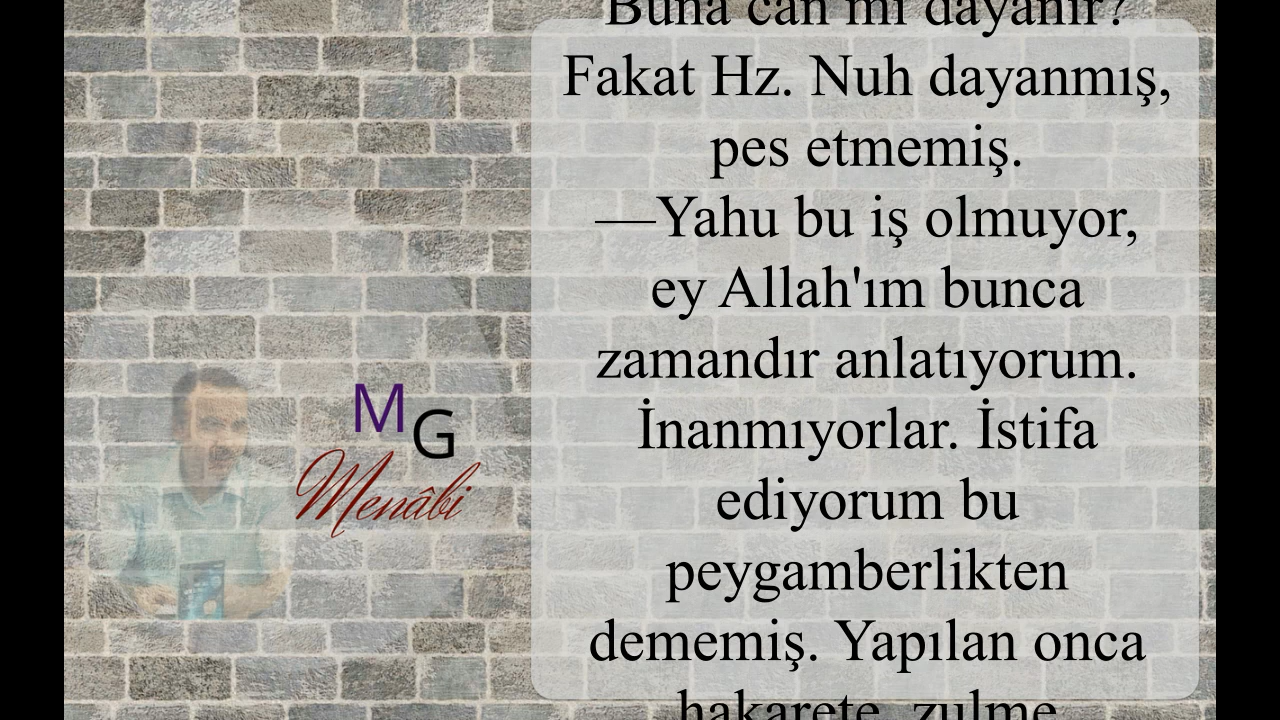 Buna can mı dayanır?
Fakat Hz. Nuh dayanmış,
pes etmemiş.
—Yahu bu iş olmuyor,
ey Allah'ım bunca
zamandır anlatıyorum.
İnanmıyorlar. İstifa
ediyorum bu
peygamberlikten
dememiş. Yapılan onca
hakarete, zulme
MG
Menâbi